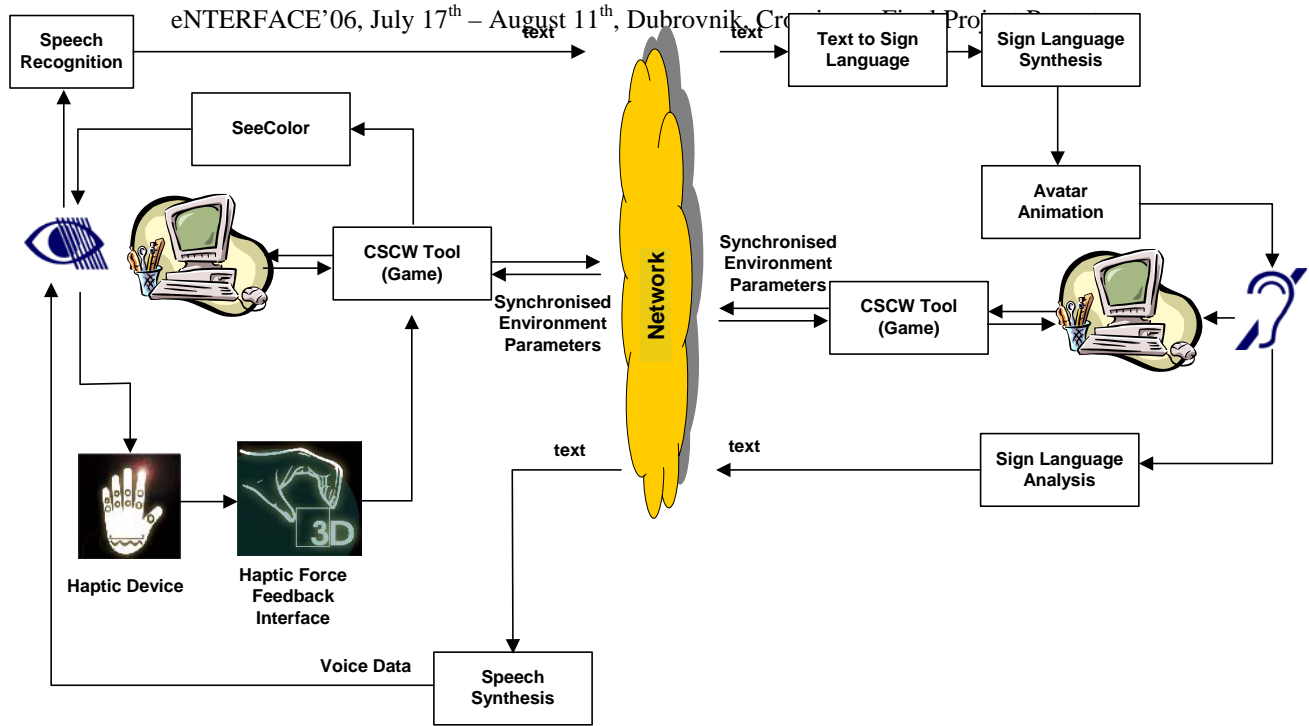 eNTERFACE'06, July 17th – August 11th, Dubrovnik, Final Project
Speech
Recognition
text
text
Text to Sign
Language
Sign Language
Synthesis
SeeColor
Avatar
Animation
CSCW Tool
(Game)
Synchronised
Environment
Parameters
Network
Synchronised
Environment
Parameters
CSCW Tool
(Game)
text
text
Sign Language
Analysis
3D
Haptic Device
Haptic Force
Feedback
Interface
Voice Data
Speech
Synthesis